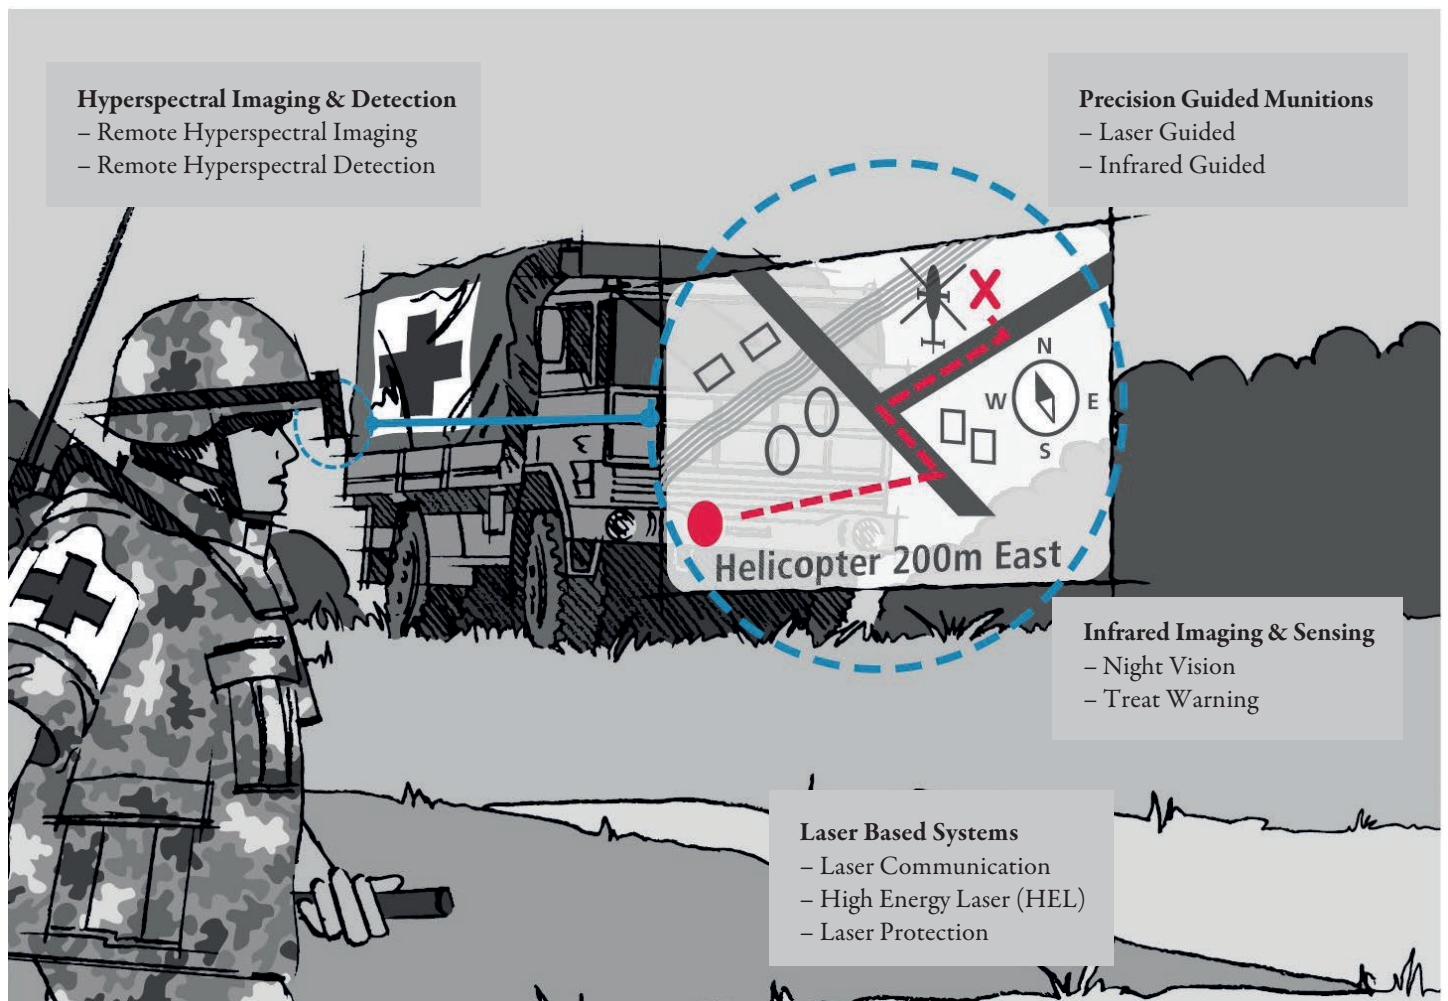 Hyperspectral Imaging & Detection
– Remote Hyperspectral Imaging
– Remote Hyperspectral Detection
Precision Guided Munitions
– Laser Guided
– Infrared Guided
N
W
E
S
Helicopter 200m East
Infrared Imaging & Sensing
– Night Vision
– Treat Warning
Laser Based Systems
– Laser Communication
– High Energy Laser (HEL)
– Laser Protection